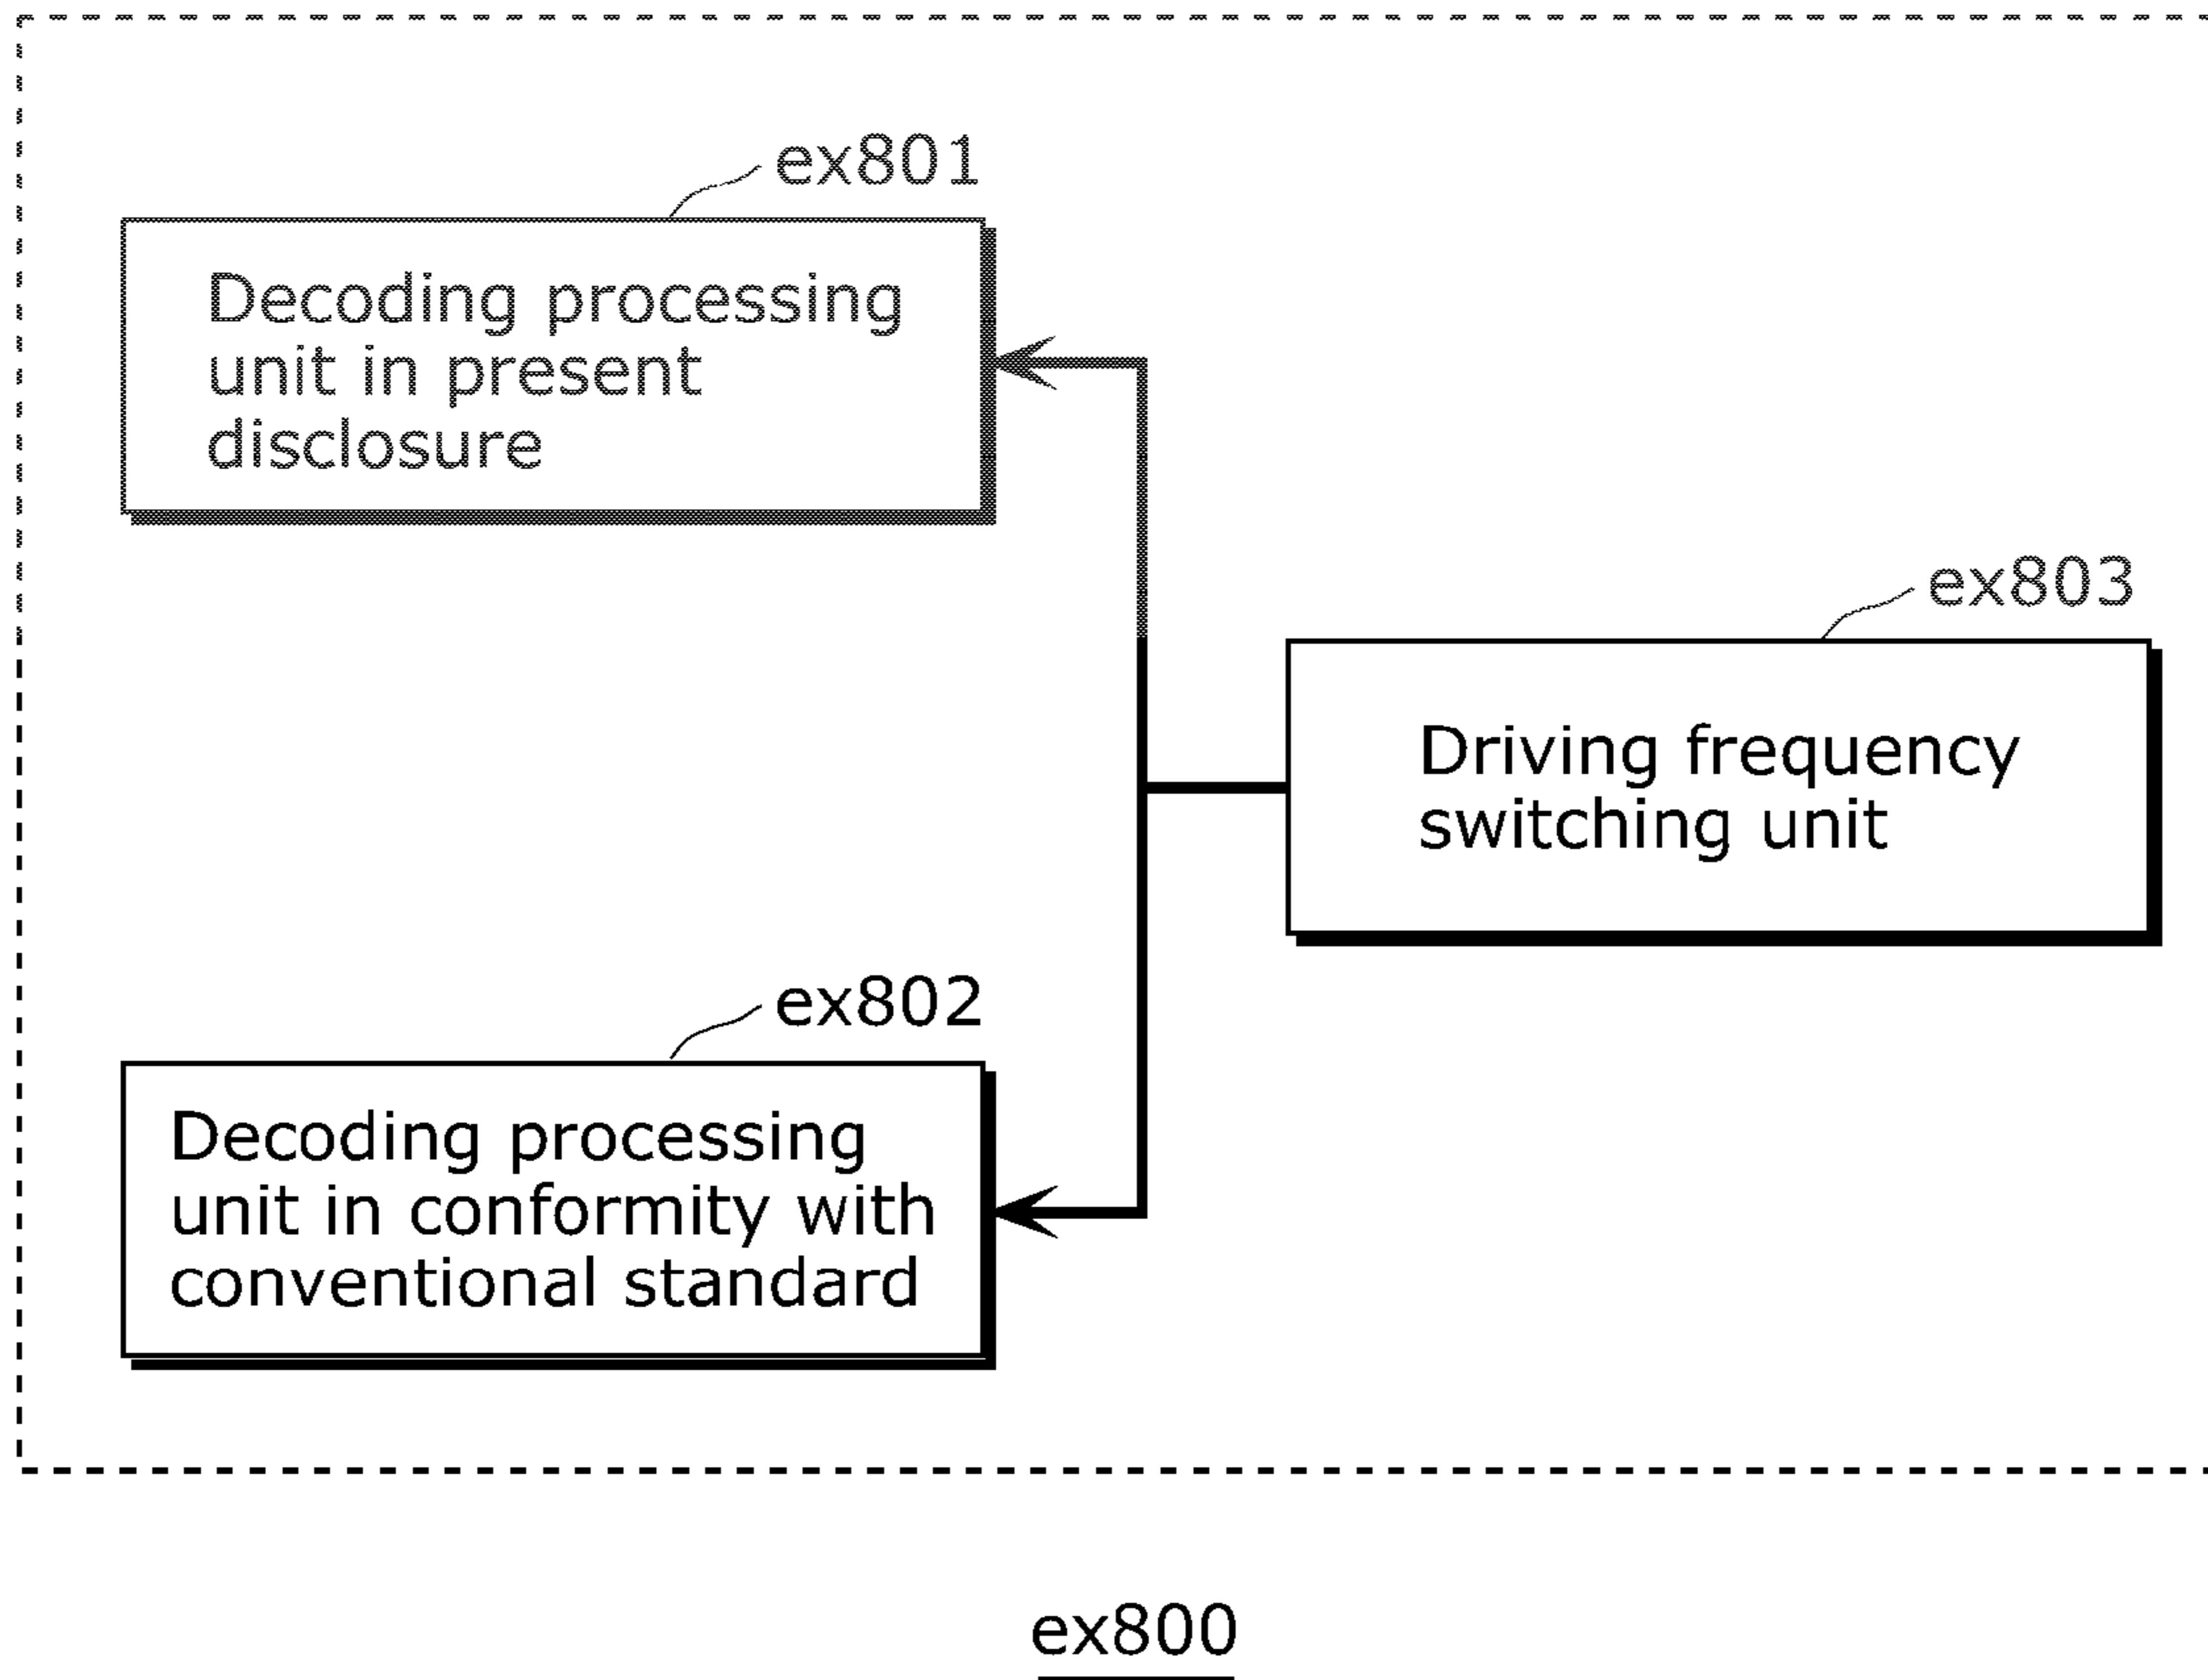 ex801
Decoding processing
unit in present
disclosure
ex803
Driving frequency
switching unit
ex802
Decoding processing
unit in conformity with
conventional standard
ex800